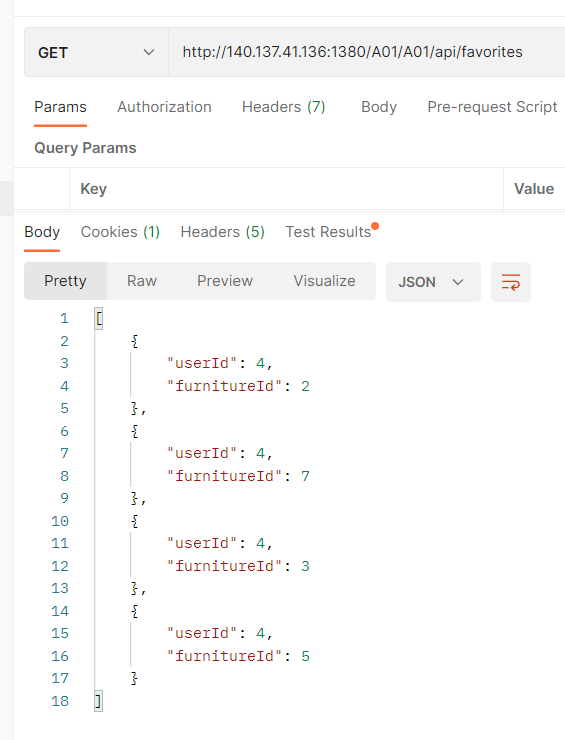 GET http://140.137.41.136:1380/A01/A01/api/favorites
Params Authorization Headers (7) Body Pre-request Script
Query Params
Key Value
Body Cookies (1) Headers (5) Test Results
Pretty Raw Preview Visualize JSON
1 [
2 {
3 "userId": 4,
4 "furnitureId": 2
5 },
6 {
7 "userId": 4,
8 "furnitureId": 7
9 },
10 {
11 "userId": 4,
12 "furnitureId": 3
13 },
14 {
15 "userId": 4,
16 "furnitureId": 5
17 }
18 ]